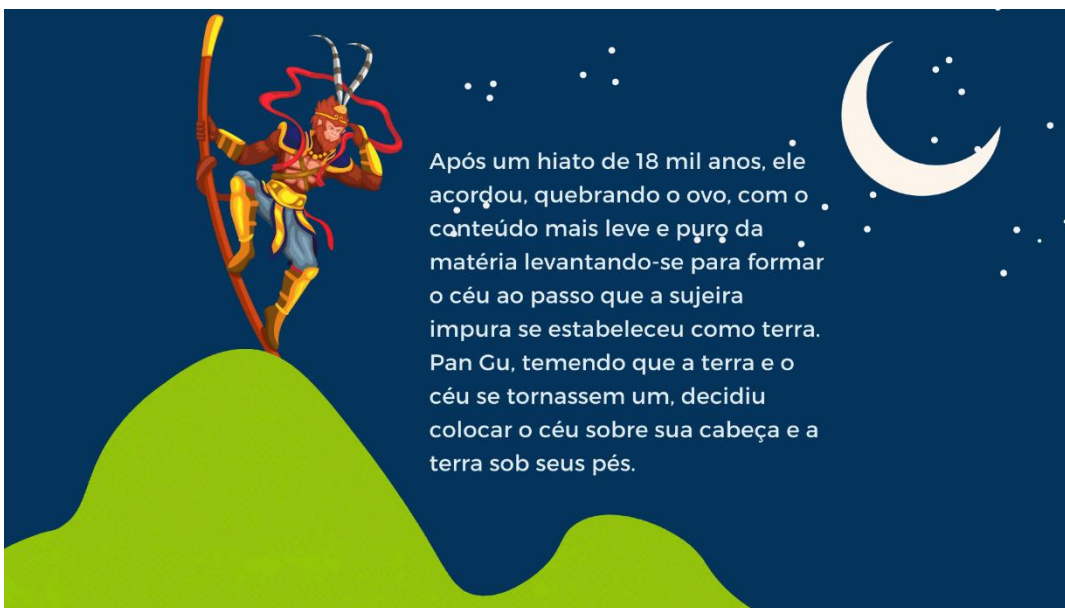 Após um hiato de 18 mil anos, ele
acordou, quebrando o ovo, com o
conteúdo mais leve e puro da
matéria levantando-se para formar
o céu ao passo que a sujeira
impura se estabeleceu como terra.
Pan Gu, temendo que a terra e o
céu se tornassem um, decidiu
colocar o céu sobre sua cabeça e a
terra sob seus pés.